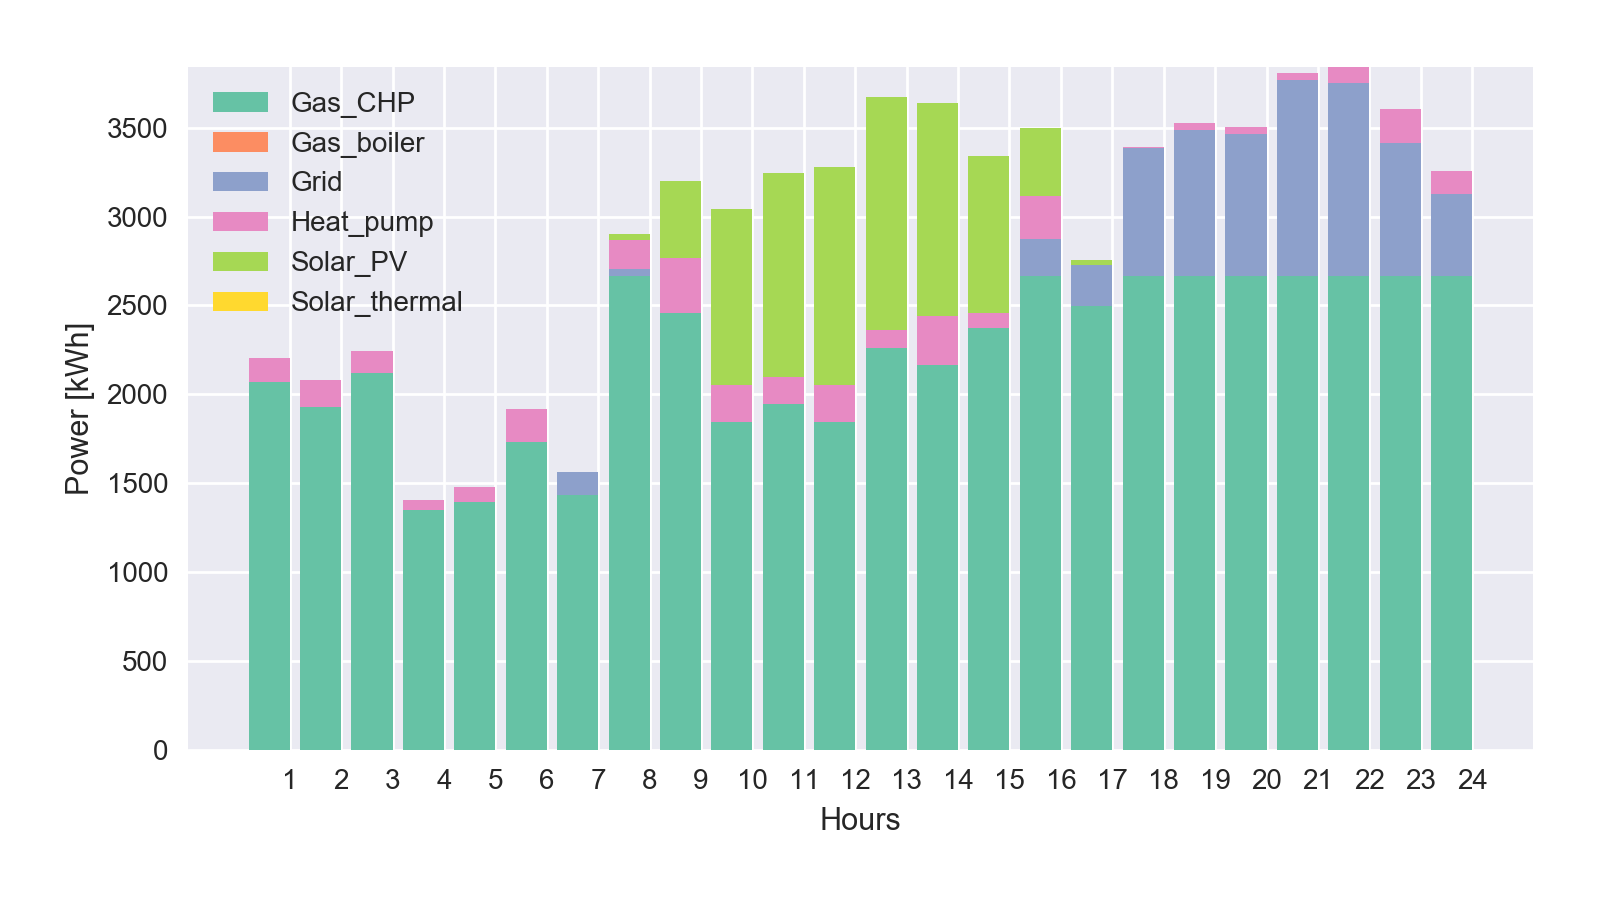 Gas_CHP
Gas_boiler
Grid
Heat_pump
Solar_PV
Solar_thermal
Power [kWh]
3500
3000
2500
2000
1500
1000
500
0
1 2 3 4 5 6 7 8 9 10 11 12 13 14 15 16 17 18 19 20 21 22 23 24
Hours